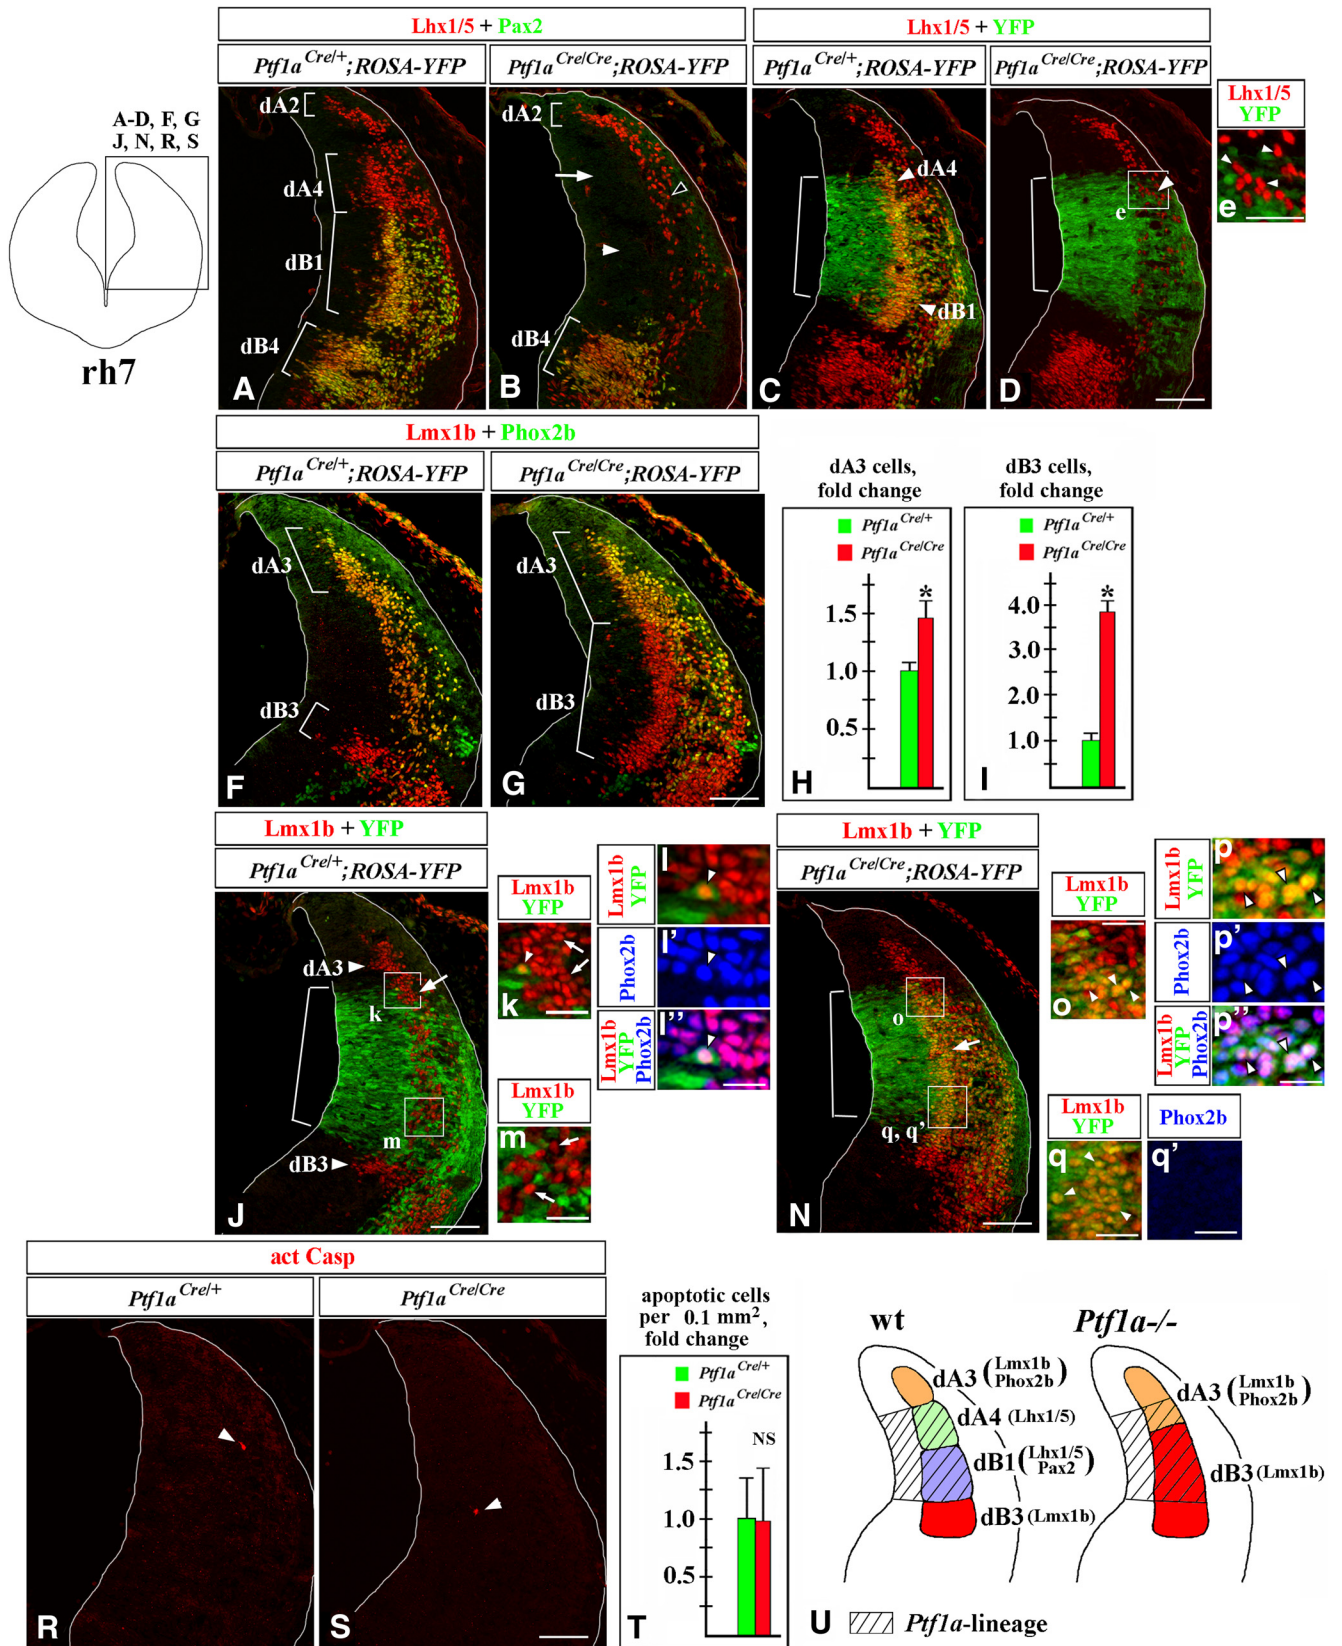 Lhx1/5 + Pax2
Lhx1/5 + YFP
Ptf1a Cre/+;ROSA-YFP
Ptf1a Cre/Cre;ROSA-YFP
Ptf1a Cre/+;ROSA-YFP
Ptf1a Cre/Cre;ROSA-YFP
A-D, F, G
J, N, R, S
rh7
dA2
dA4
dB1
dB4
A
dA2
dB4
B
dA4
dB1
C
e
D
Lhx1/5
YFP
e
Lmx1b + Phox2b
Ptf1a Cre/+;ROSA-YFP
Ptf1a Cre/Cre;ROSA-YFP
dA3
dB3
F
dA3
dB3
G
dA3 cells,
fold change
Ptf1a Cre/+
Ptf1a Cre/Cre
*
1.5
1.0
0.5
H
dB3 cells,
fold change
Ptf1a Cre/+
Ptf1a Cre/Cre
*
4.0
3.0
2.0
1.0
I
Lmx1b + YFP
Ptf1a Cre/+;ROSA-YFP
dA3
k
m
dB3
J
Lmx1b
YFP
k
Lmx1b
YFP
m
Lmx1b
YFP
l
Phox2b
l'
Lmx1b
YFP
Phox2b
l''
Lmx1b + YFP
Ptf1a Cre/Cre;ROSA-YFP
o
q, q'
N
Lmx1b
YFP
o
Lmx1b
YFP
p
Phox2b
p'
Lmx1b
YFP
Phox2b
p''
Lmx1b
YFP
q
Phox2b
q'
act Casp
Ptf1a Cre/+
Ptf1a Cre/Cre
R
S
apoptotic cells
per 0.1 mm²,
fold change
Ptf1a Cre/+
Ptf1a Cre/Cre
NS
1.5
1.0
0.5
T
wt
dA3 (Lmx1b Phox2b)
dA4 (Lhx1/5)
dB1 (Lhx1/5 Pax2)
dB3 (Lmx1b)
Ptf1a-/-
dA3 (Lmx1b Phox2b)
dB3 (Lmx1b)
U
Ptf1a-lineage